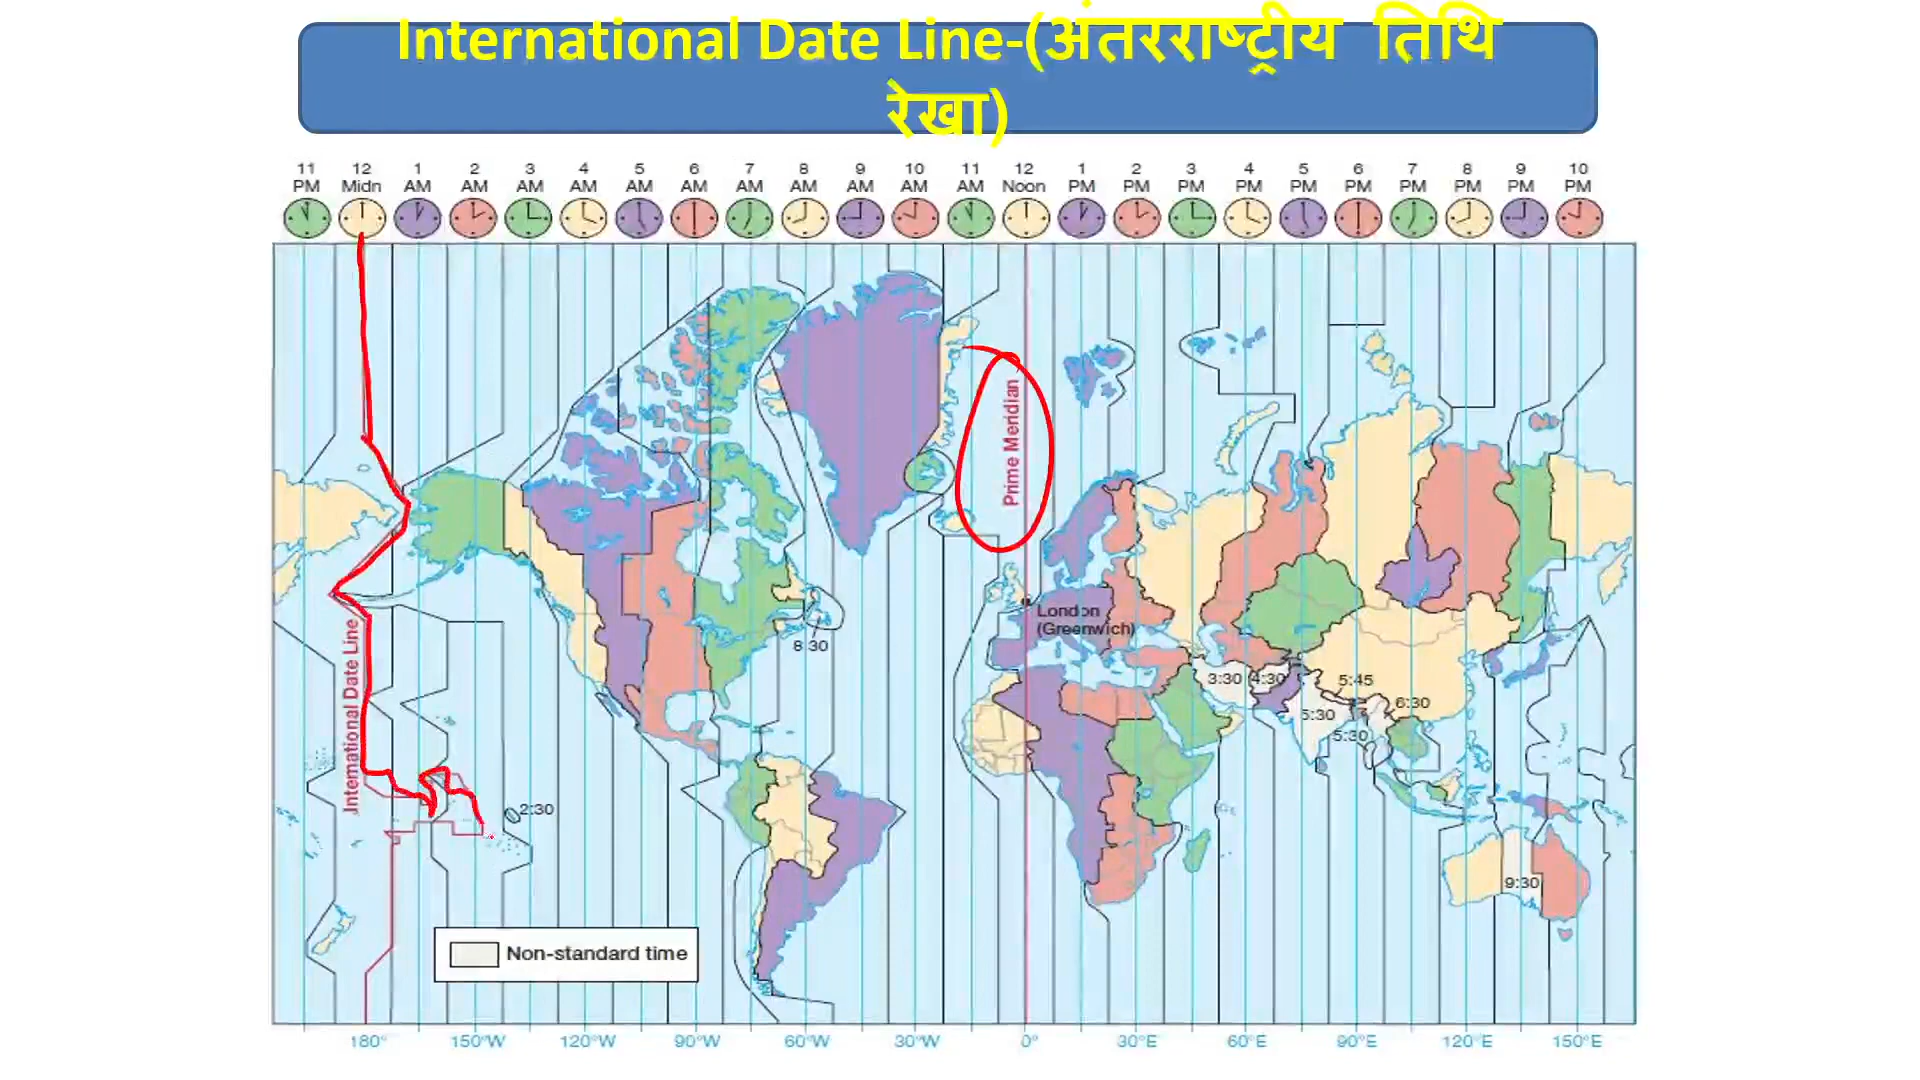 International Date Line-(अंतरराष्ट्रीय तिथि
रेखा)
11 12 1 2 3 4 5 6 7 8 9 10 11 12 1 2 3 4 5 6 7 8 9 10
PM Midn AM AM AM AM AM AM AM AM AM AM AM Noon PM PM PM PM PM PM PM PM PM PM
Prime Meridian
London
(Greenwich)
8 30
International Date Line
3:30 4:30 5:45
6:30
5:30
5:30
2:30
9:30
Non-standard time
180° 150°W 120°W 90°W 60°W 30°W 0° 30°E 60°E 90°E 120°E 150°E